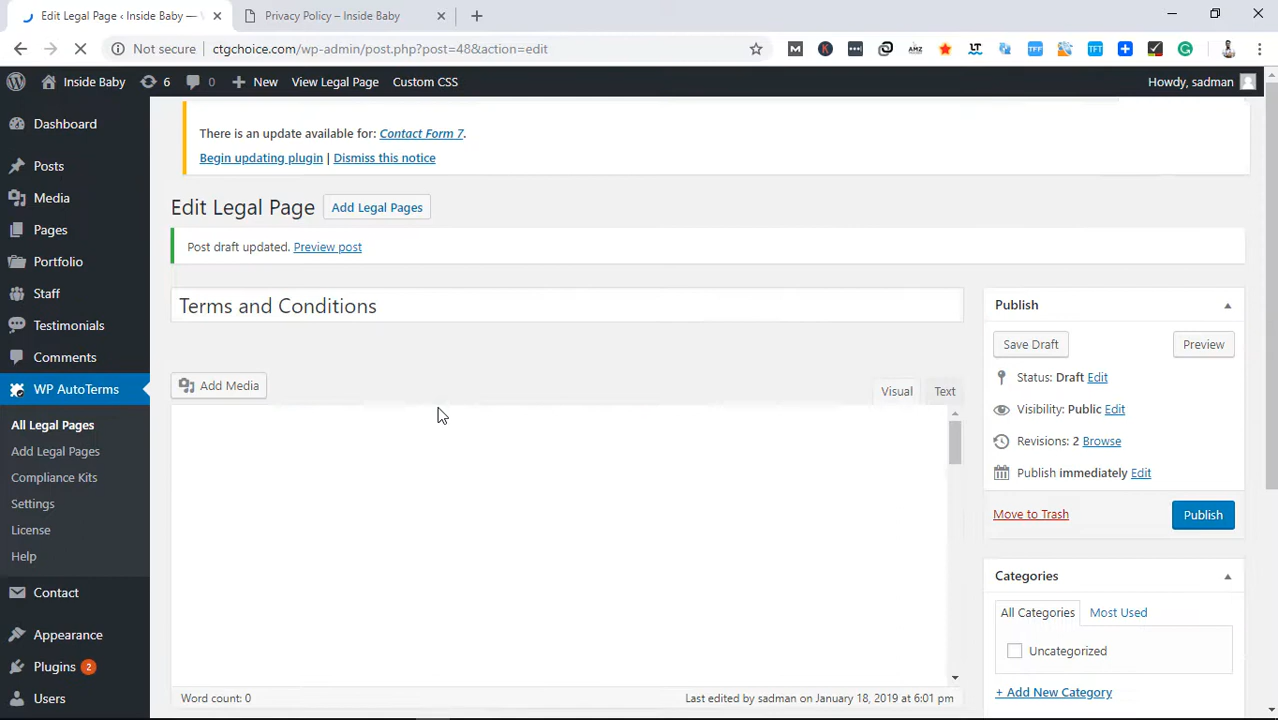 Edit Legal Page ‹ Inside Baby —
Privacy Policy – Inside Baby
Not secure
ctgchoice.com/wp-admin/post.php?post=48&action=edit
Inside Baby
6
0
New
View Legal Page
Custom CSS
Howdy, sadman
Dashboard
Posts
Media
Pages
Portfolio
Staff
Testimonials
Comments
WP AutoTerms
All Legal Pages
Add Legal Pages
Compliance Kits
Settings
License
Help
Contact
Appearance
Plugins 2
Users
There is an update available for: Contact Form 7.
Begin updating plugin | Dismiss this notice
Edit Legal Page
Add Legal Pages
Post draft updated. Preview post
Terms and Conditions
Add Media
Visual
Text
Word count: 0
Last edited by sadman on January 18, 2019 at 6:01 pm
Publish
Save Draft
Preview
Status: Draft Edit
Visibility: Public Edit
Revisions: 2 Browse
Publish immediately Edit
Move to Trash
Publish
Categories
All Categories
Most Used
Uncategorized
+ Add New Category